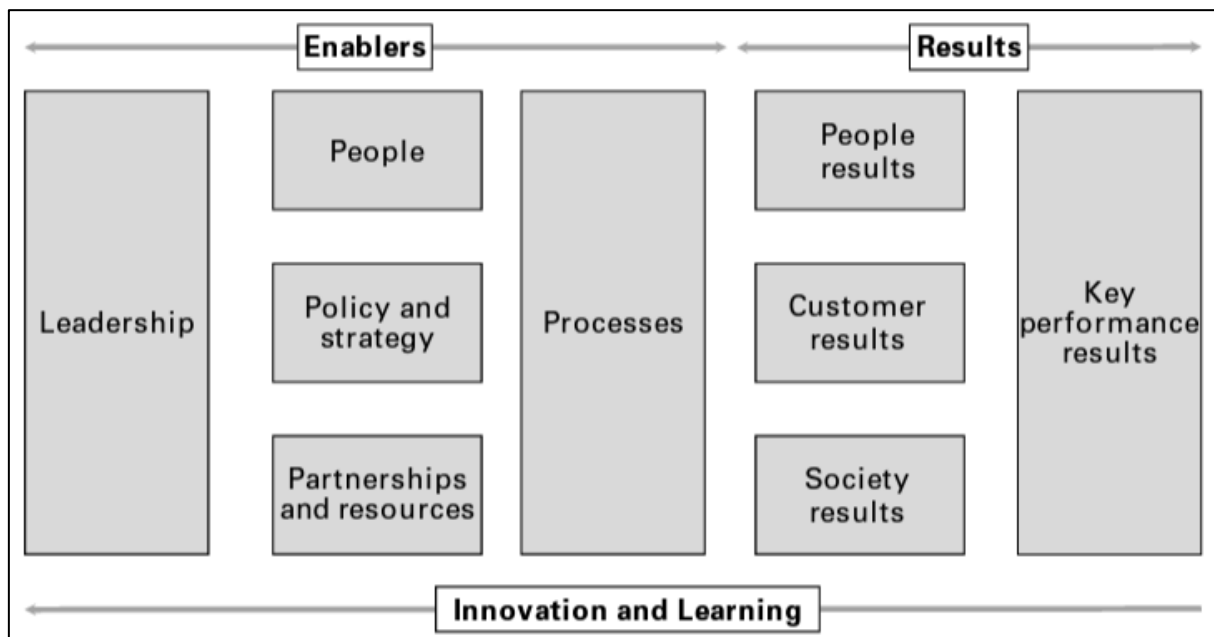 Enablers
Results
Leadership
People
Policy and
strategy
Partnerships
and resources
Processes
People
results
Customer
results
Society
results
Key
performance
results
Innovation and Learning